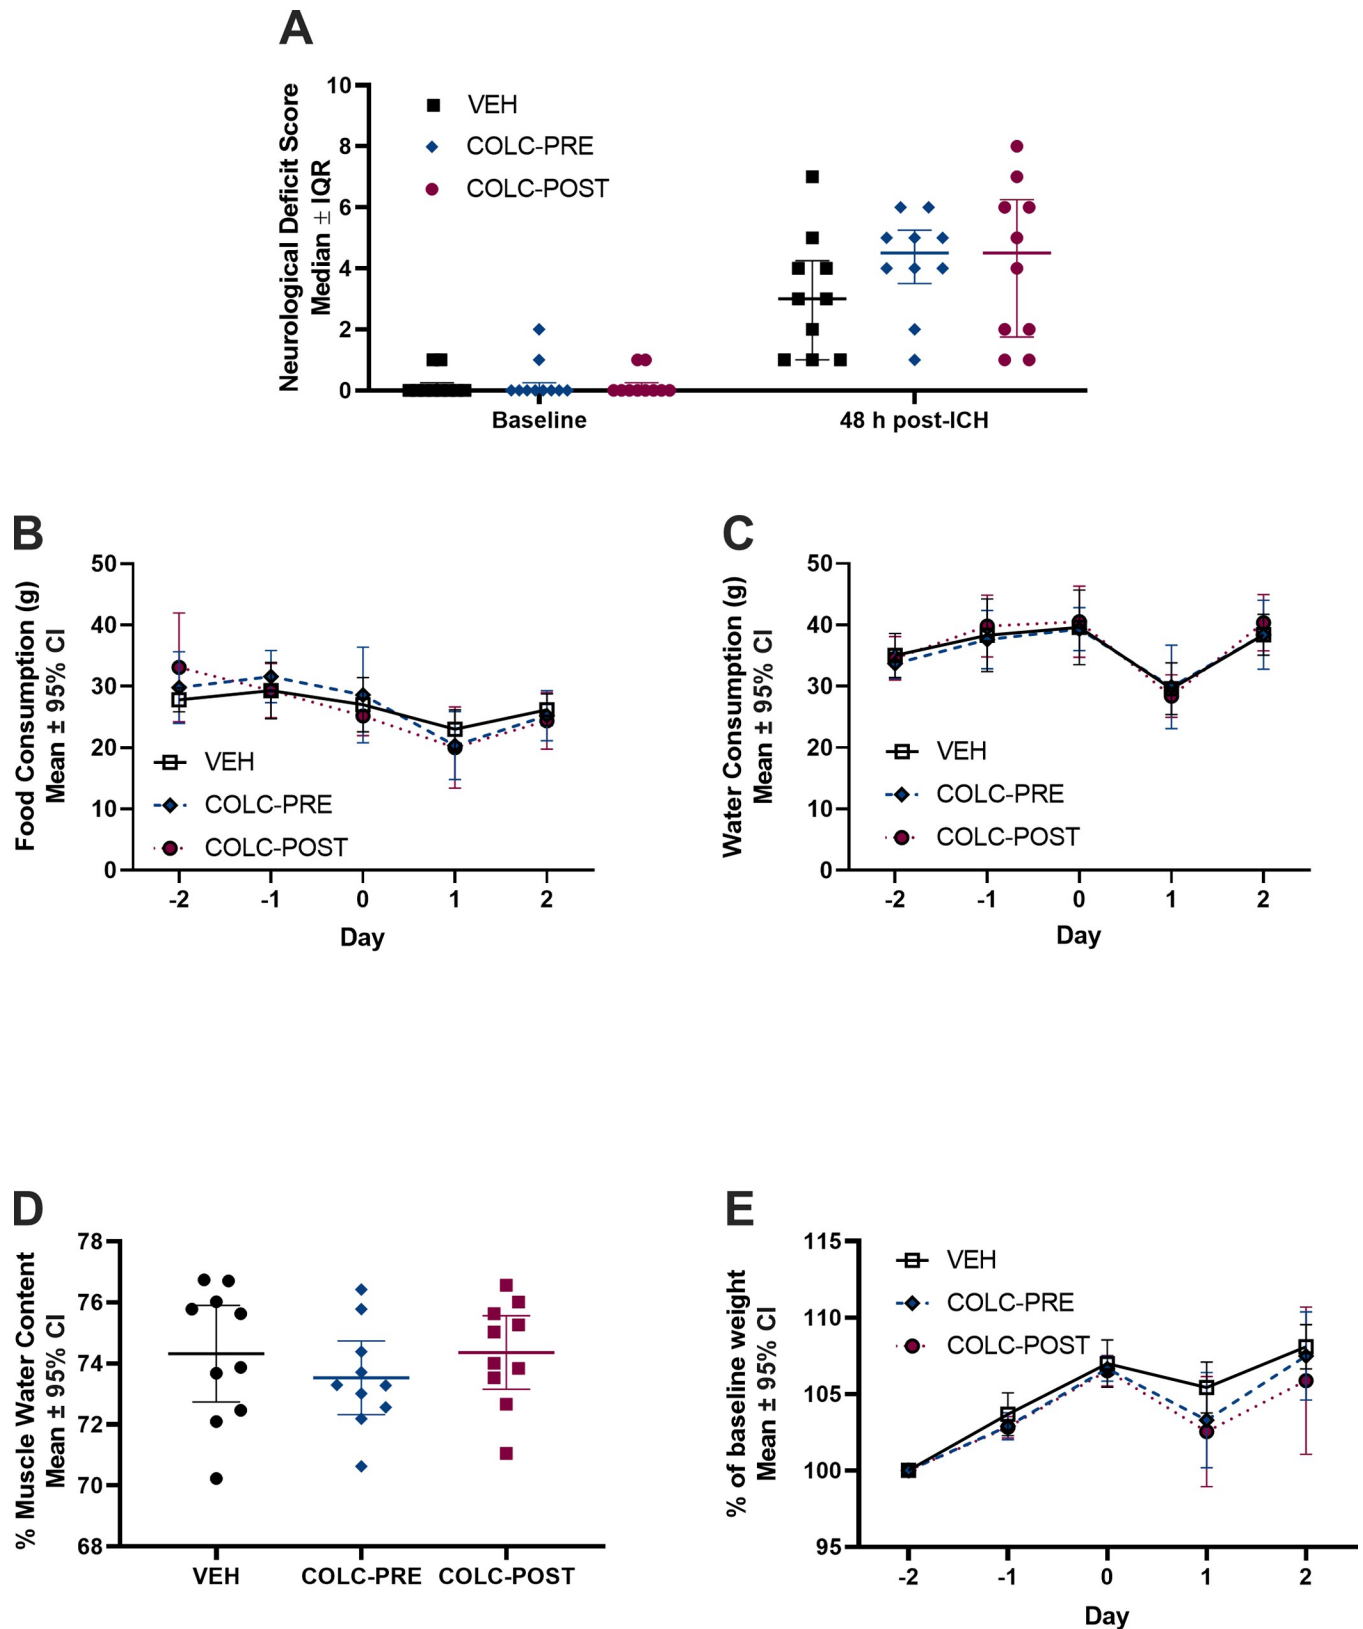 A
Neurological Deficit Score
Median ± IQR
10
8
6
4
2
0
VEH
COLC-PRE
COLC-POST
Baseline
48 h post-ICH
B
Food Consumption (g)
Mean ± 95% CI
50
40
30
20
10
0
VEH
COLC-PRE
COLC-POST
-2
-1
0
1
2
Day
C
Water Consumption (g)
Mean ± 95% CI
50
40
30
20
10
0
VEH
COLC-PRE
COLC-POST
-2
-1
0
1
2
Day
D
% Muscle Water Content
Mean ± 95% CI
78
76
74
72
70
68
VEH
COLC-PRE
COLC-POST
E
% of baseline weight
Mean ± 95% CI
115
110
105
100
95
VEH
COLC-PRE
COLC-POST
-2
-1
0
1
2
Day